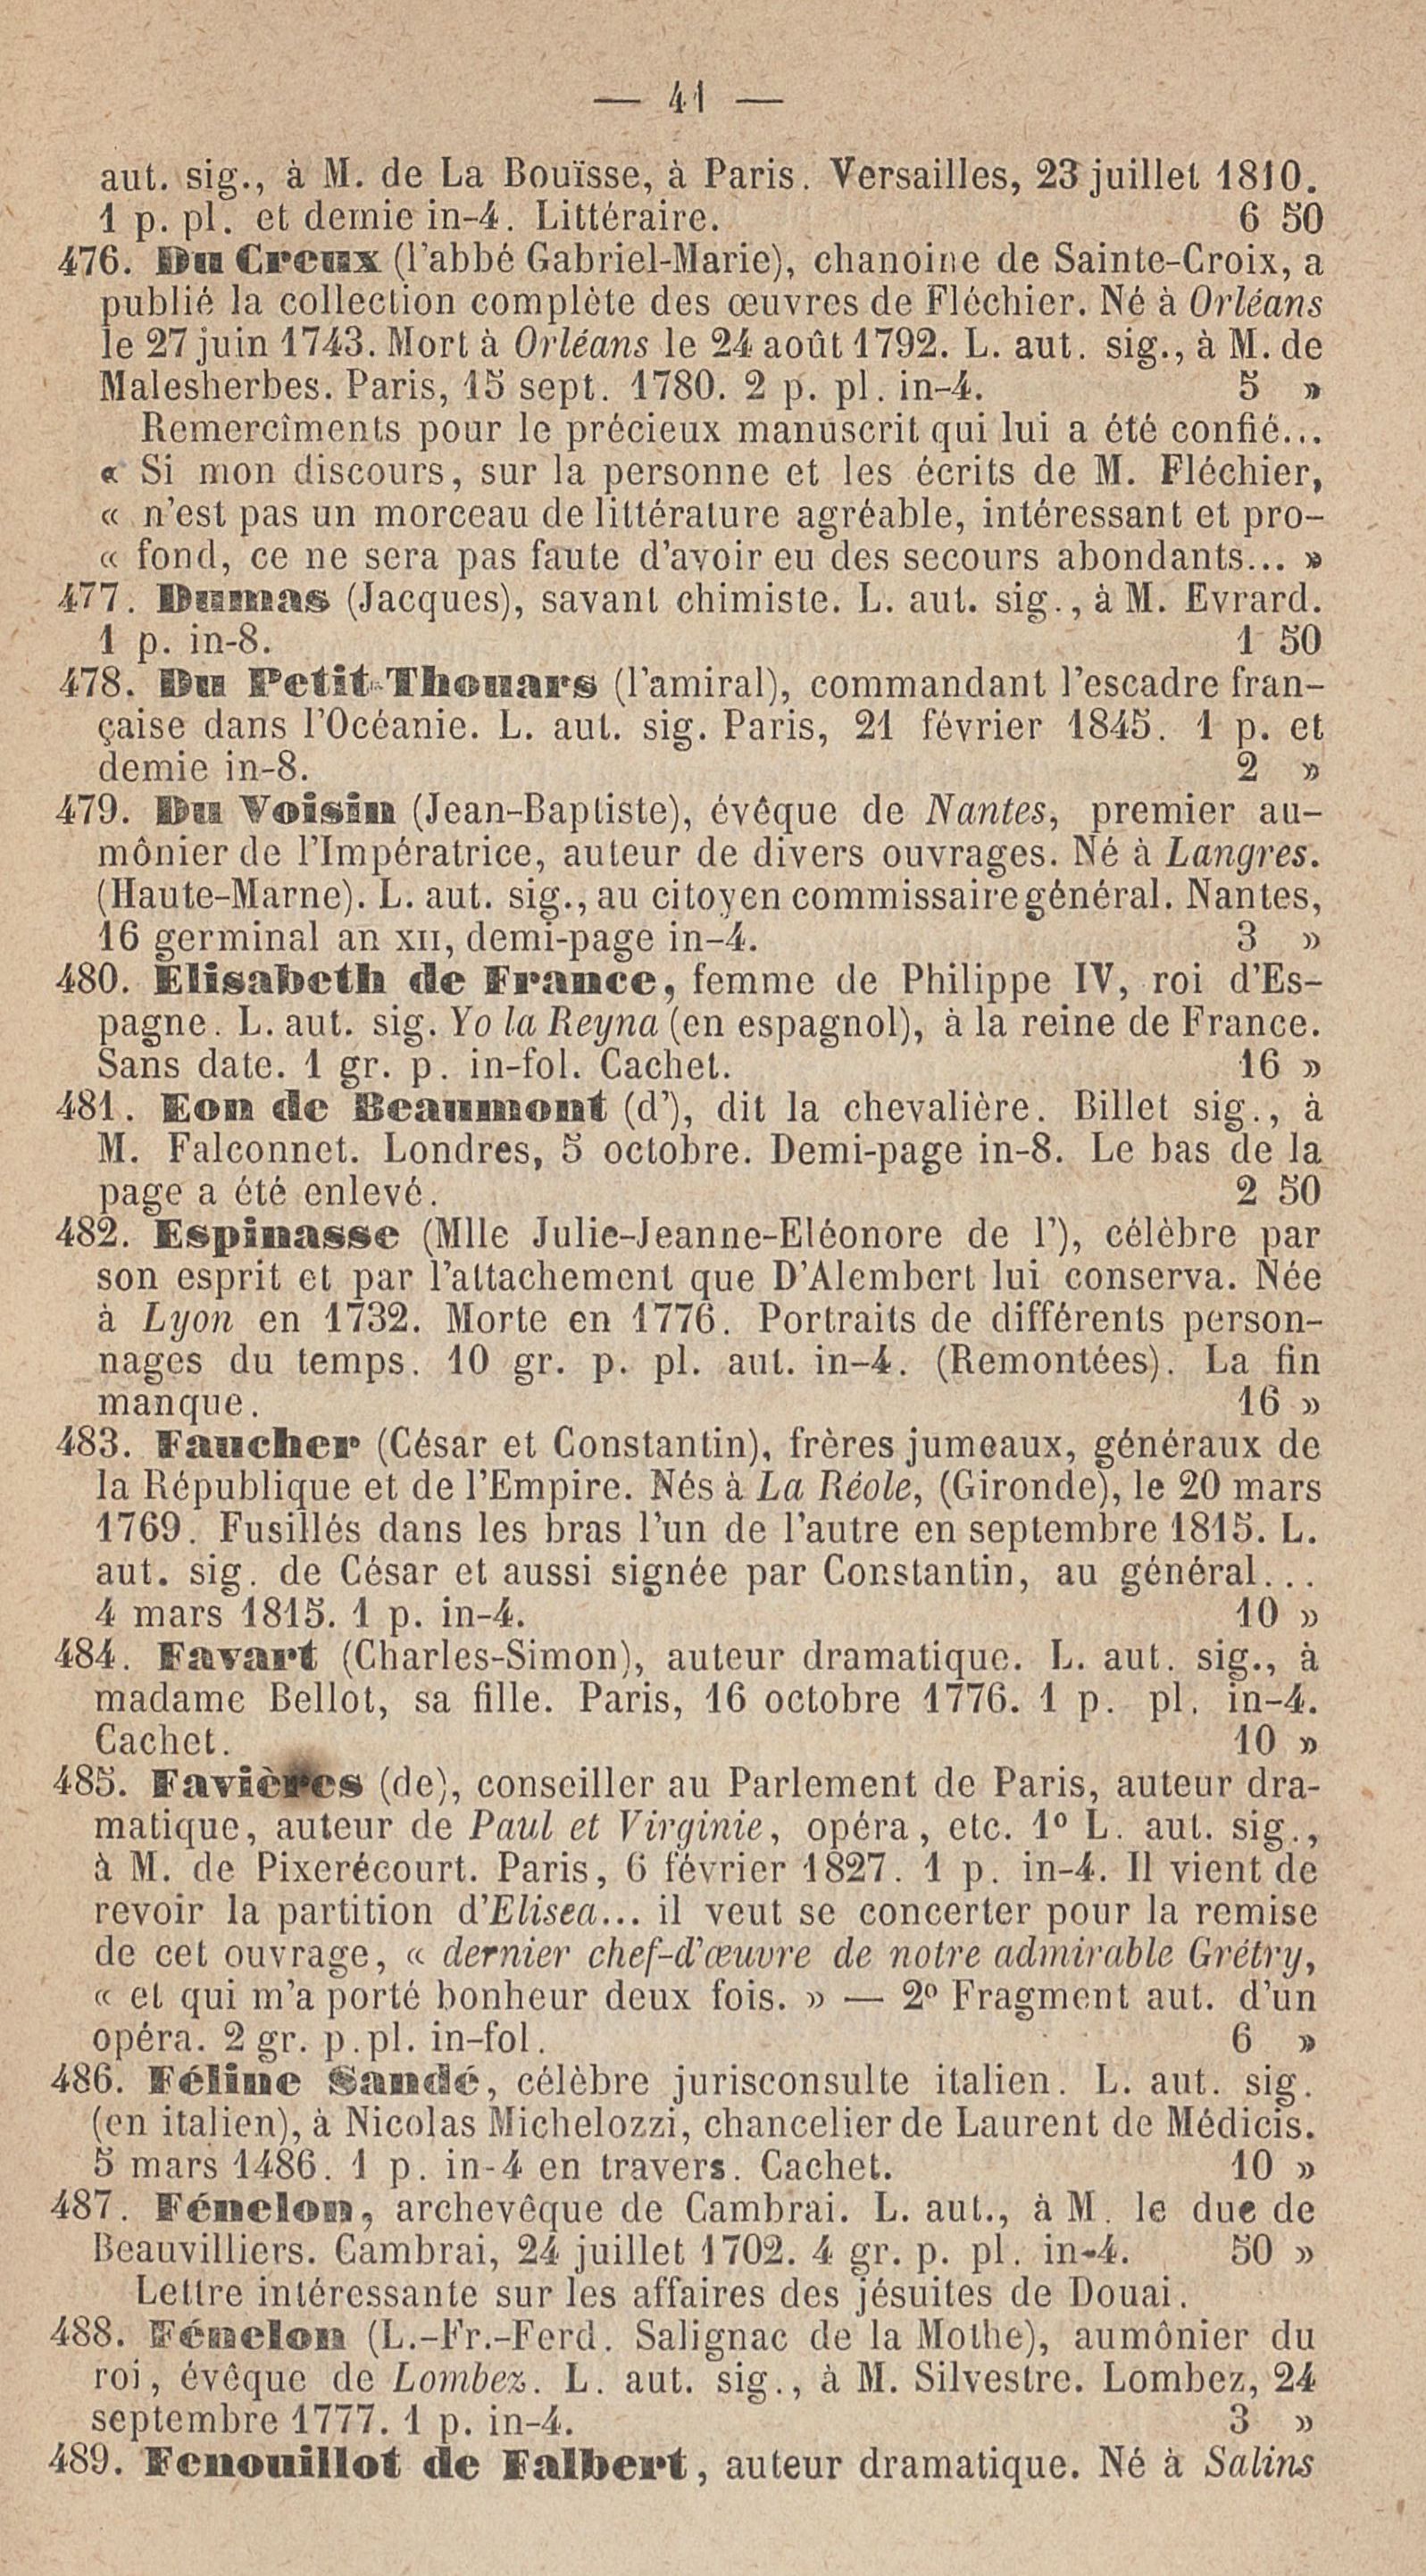 — 41 —
aut. sig., à M. de La Bouïsse, à Paris. Versailles, 23 juillet 1810.
1 p. pl. et demie in-4. Littéraire. 6 50
476. Du Creux (l'abbé Gabriel-Marie), chanoine de Sainte-Croix, a
publié la collection complète des œuvres de Fléchier. Né à Orléans
le 27 juin 1743. Mort à Orléans le 24 août 1792. L. aut. sig., à M. de
Malesherbes. Paris, 15 sept. 1780. 2 p. pl. in-4. 5 »
Remercîments pour le précieux manuscrit qui lui a été confié...
« Si mon discours, sur la personne et les écrits de M. Fléchier,
« n'est pas un morceau de littérature agréable, intéressant et pro-
« fond, ce ne sera pas faute d'avoir eu des secours abondants... »
477. Dumas (Jacques), savant chimiste. L. aut. sig., à M. Evrard.
1 p. in-8. 1 50
478. Du Petit-Thouars (l'amiral), commandant l'escadre fran-
çaise dans l'Océanie. L. aut. sig. Paris, 21 février 1845. 1 p. et
demie in-8. 2 »
479. Du Voisin (Jean-Baptiste), évêque de Nantes, premier au-
mônier de l'Impératrice, auteur de divers ouvrages. Né à Langres.
(Haute-Marne). L. aut. sig., au citoyen commissaire général. Nantes,
16 germinal an XII, demi-page in-4. 3 »
480. Elisabeth de France, femme de Philippe IV, roi d'Es-
pagne. L. aut. sig. Yo la Reyna (en espagnol), à la reine de France.
Sans date. 1 gr. p. in-fol. Cachet. 16 »
481. Eon de Beaumont (d'), dit la chevalière. Billet sig., à
M. Falconnet. Londres, 5 octobre. Demi-page in-8. Le bas de la
page a été enlevé. 2 50
482. Espinasse (Mlle Julie-Jeanne-Eléonore de l'), célèbre par
son esprit et par l'attachement que D'Alembert lui conserva. Née
à Lyon en 1732. Morte en 1776. Portraits de différents person-
nages du temps. 10 gr. p. pl. aut. in-4. (Remontées). La fin
manque. 16 »
483. Faucher (César et Constantin), frères jumeaux, généraux de
la République et de l'Empire. Nés à La Réole, (Gironde), le 20 mars
1769. Fusillés dans les bras l'un de l'autre en septembre 1815. L.
aut. sig. de César et aussi signée par Constantin, au général...
4 mars 1815. 1 p. in-4. 10 »
484. Favart (Charles-Simon), auteur dramatique. L. aut. sig., à
madame Bellot, sa fille. Paris, 16 octobre 1776. 1 p. pl. in-4.
Cachet. 10 »
485. Favières (de), conseiller au Parlement de Paris, auteur dra-
matique, auteur de Paul et Virginie, opéra, etc. 1º L. aut. sig.,
à M. de Pixerécourt. Paris, 6 février 1827. 1 p. in-4. Il vient de
revoir la partition d'Elisea... il veut se concerter pour la remise
de cet ouvrage, « dernier chef-d'œuvre de notre admirable Grétry,
« et qui m'a porté bonheur deux fois. » — 2º Fragment aut. d'un
opéra. 2 gr. p. pl. in-fol. 6 »
486. Féline Sandé, célèbre jurisconsulte italien. L. aut. sig.
(en italien), à Nicolas Michelozzi, chancelier de Laurent de Médicis.
5 mars 1486. 1 p. in-4 en travers. Cachet. 10 »
487. Fénelon, archevêque de Cambrai. L. aut., à M. le duc de
Beauvilliers. Cambrai, 24 juillet 1702. 4 gr. p. pl. in-4. 50 »
Lettre intéressante sur les affaires des jésuites de Douai.
488. Fénelon (L.-Fr.-Ferd. Salignac de la Mothe), aumônier du
roi, évêque de Lombez. L. aut. sig., à M. Silvestre. Lombez, 24
septembre 1777. 1 p. in-4. 3 »
489. Fenouillot de Falbert, auteur dramatique. Né à Salins